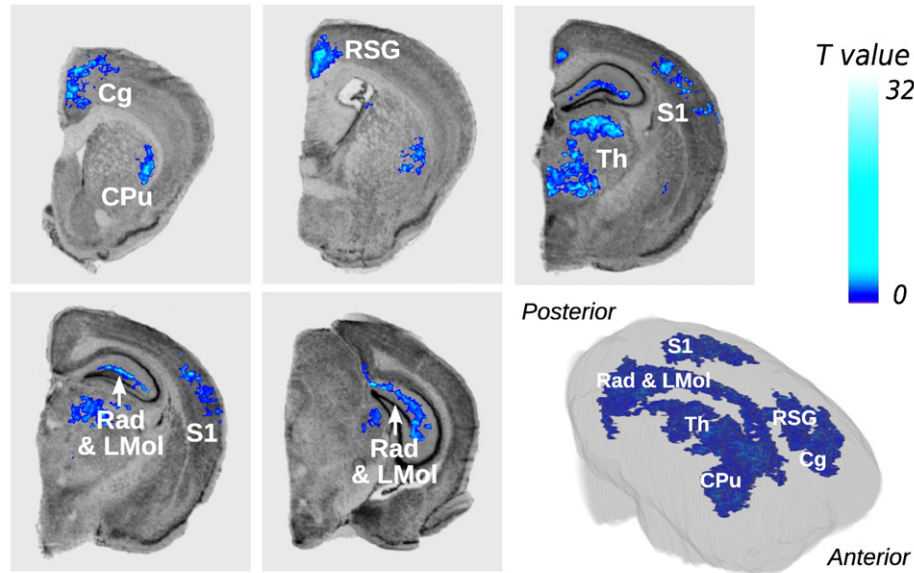 Cg
CPu
RSG
S1
Th
T value
32
0
Rad
& LMol
S1
Rad
& LMol
Posterior
S1
Rad & LMol
Th
RSG
CPu
Cg
Anterior